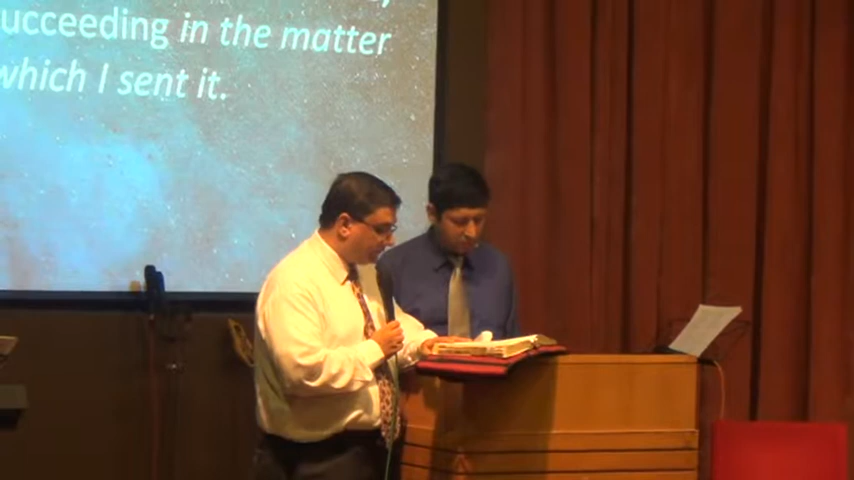 ucceeding in the matter
which I sent it.